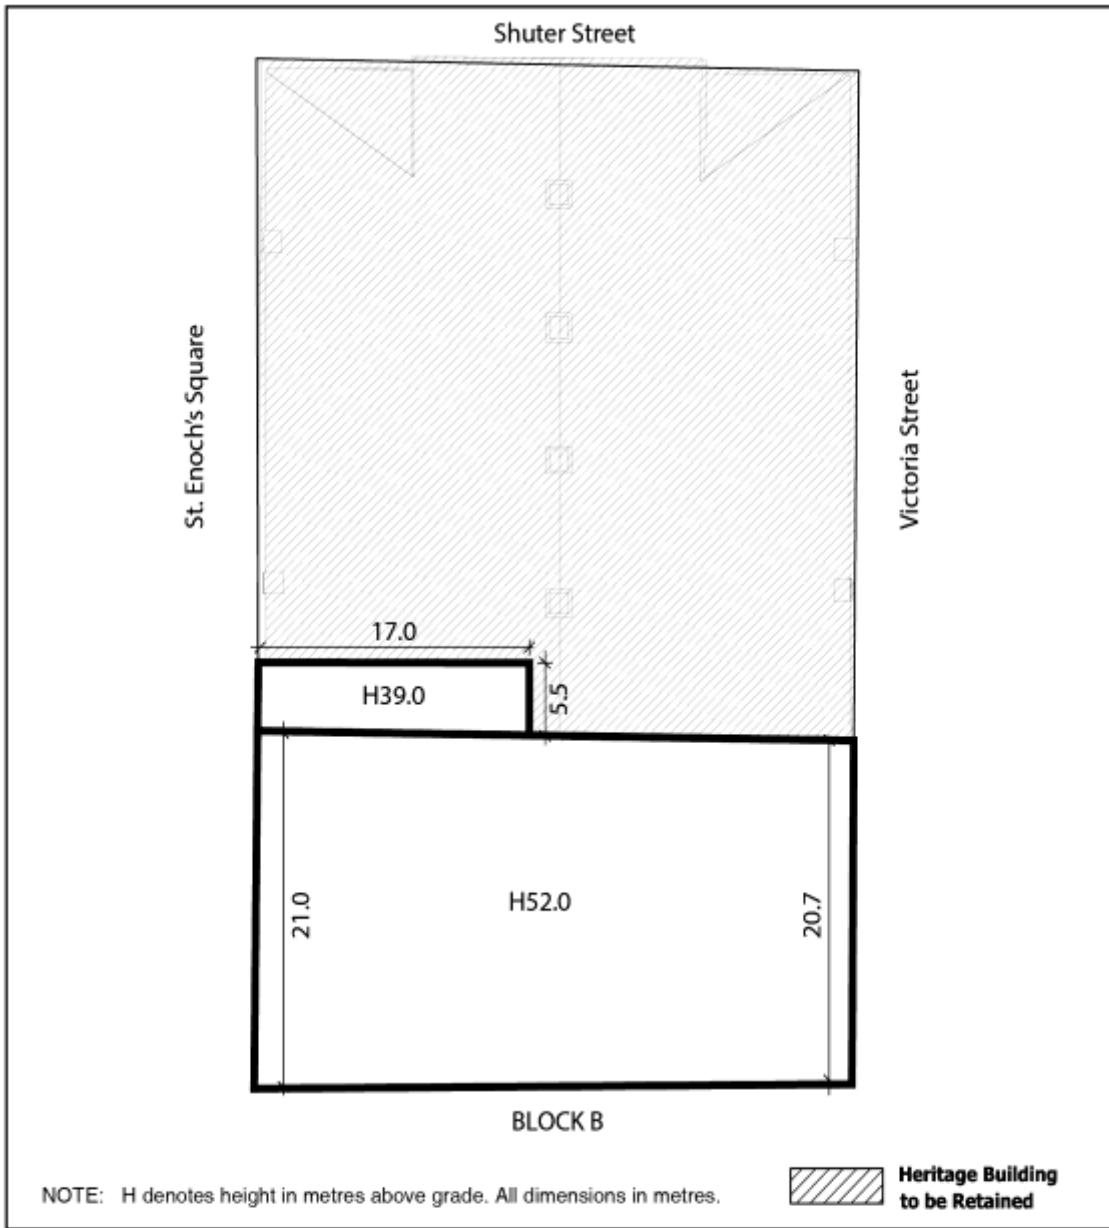 Shuter Street
St. Enoch's Square
Victoria Street
17.0
H39.0
5.5
21.0
H52.0
20.7
BLOCK B
NOTE: H denotes height in metres above grade. All dimensions in metres.
Heritage Building
to be Retained